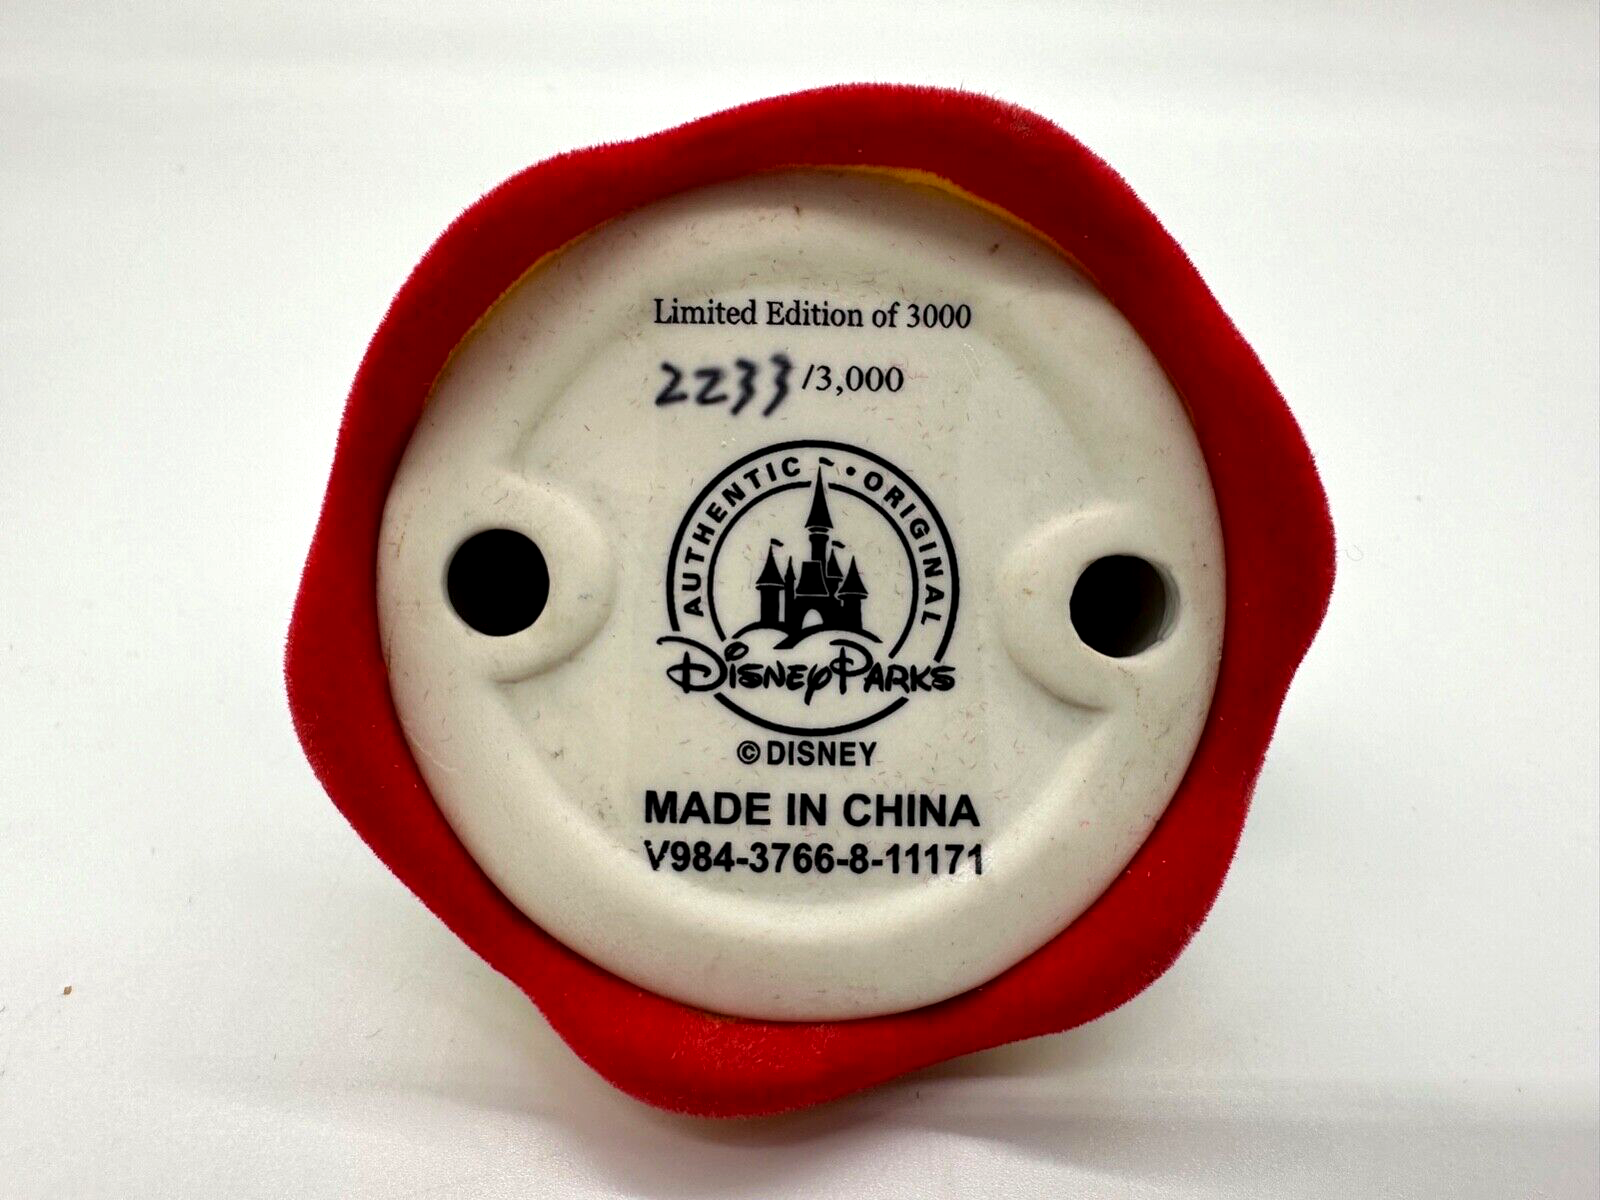 Limited Edition of 3000
2233/3,000
AUTHENTIC • ORIGINAL
Disney Parks
© DISNEY
MADE IN CHINA
V984-3766-8-11171